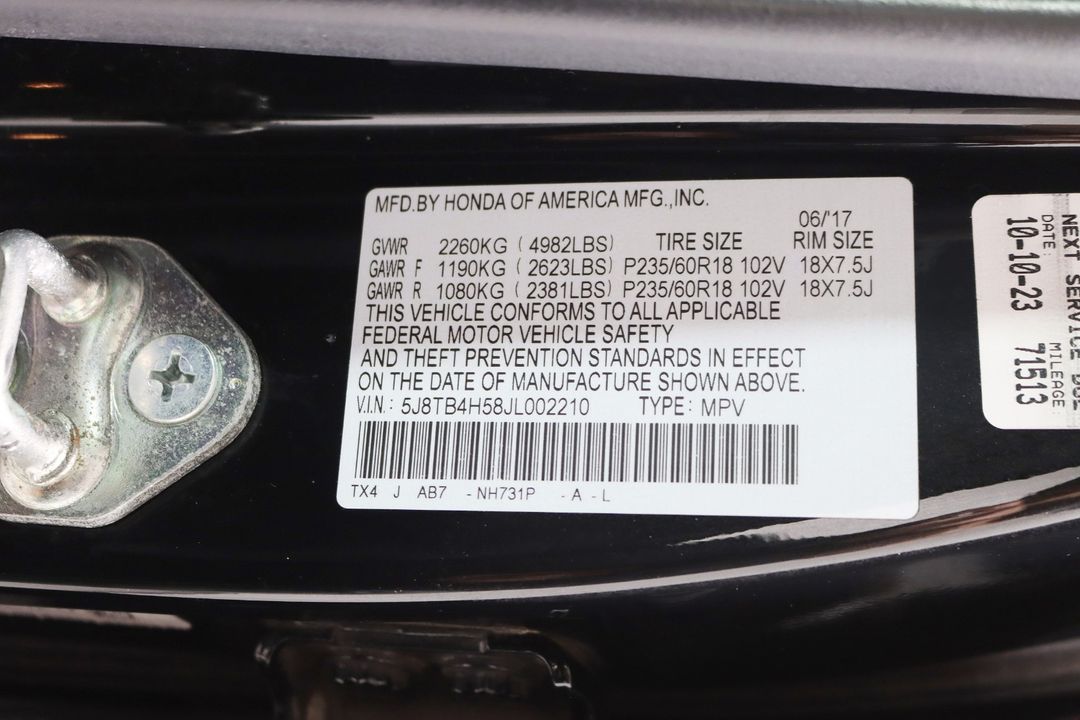 MFD.BY HONDA OF AMERICA MFG.,INC.
06/'17
GVWR 2260KG ( 4982LBS) TIRE SIZE RIM SIZE
GAWR F 1190KG ( 2623LBS) P235/60R18 102V 18X7.5J
GAWR R 1080KG ( 2381LBS) P235/60R18 102V 18X7.5J
THIS VEHICLE CONFORMS TO ALL APPLICABLE
FEDERAL MOTOR VEHICLE SAFETY
AND THEFT PREVENTION STANDARDS IN EFFECT
ON THE DATE OF MANUFACTURE SHOWN ABOVE.
V.I.N.: 5J8TB4H58JL002210 TYPE: MPV
TX4 J AB7 -NH731P -A -L
NEXT SERVICE DUE
DATE: MILEAGE:
10-10-23 71513